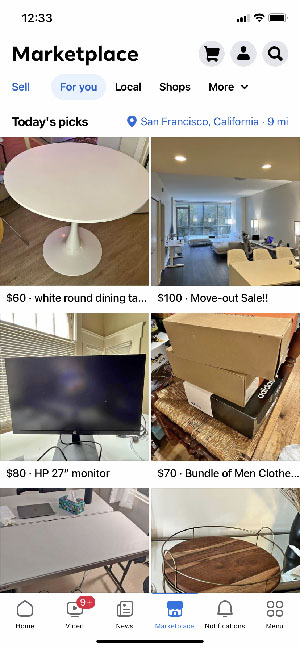 12:33
Marketplace
Sell
For you
Local
Shops
More
Today's picks
San Francisco, California · 9 mi
$60 · white round dining ta...
$100 · Move-out Sale!!
$80 · HP 27" monitor
$70 · Bundle of Men Clothe...
9+
Home
Video
News
Marketplace
Notifications
Menu